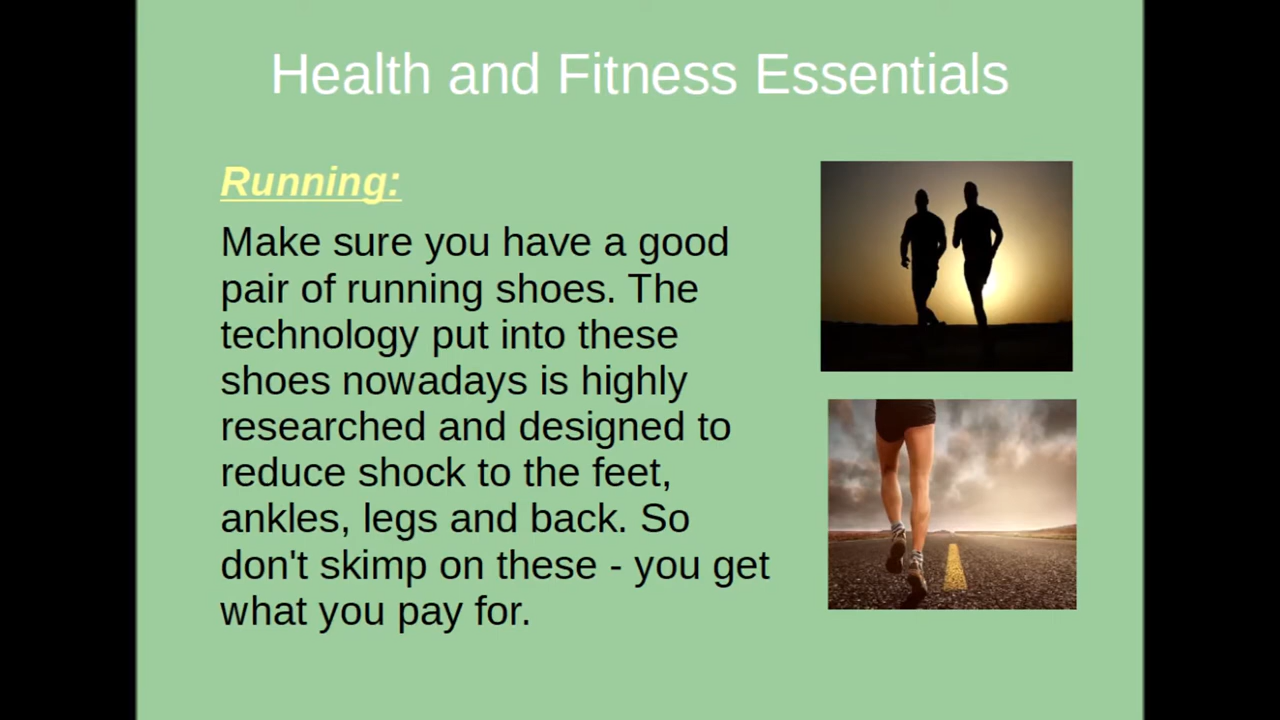 Health and Fitness Essentials
Running:
Make sure you have a good
pair of running shoes. The
technology put into these
shoes nowadays is highly
researched and designed to
reduce shock to the feet,
ankles, legs and back. So
don't skimp on these - you get
what you pay for.